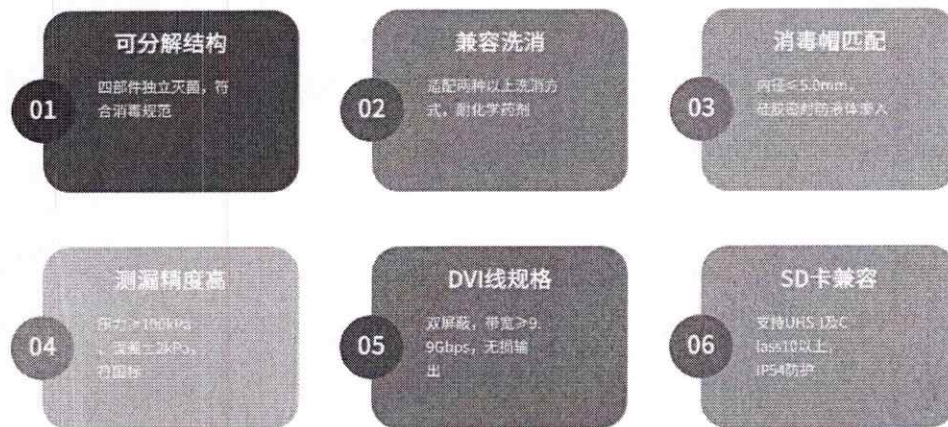 01
可分解结构
四部件独立灭菌，符
合消毒规范
02
兼容洗消
适配两种以上洗消方
式，耐化学药剂
03
消毒帽匹配
内径≤5.0mm，
硅胶密封防液体渗入
04
测漏精度高
压力≥100kPa
，误差±2kPa，
符国标
05
DVI线规格
双屏蔽，带宽≥9.
9Gbps，无损输
出
06
SD卡兼容
支持UHS-I及C
lass10以上，
IP54防护